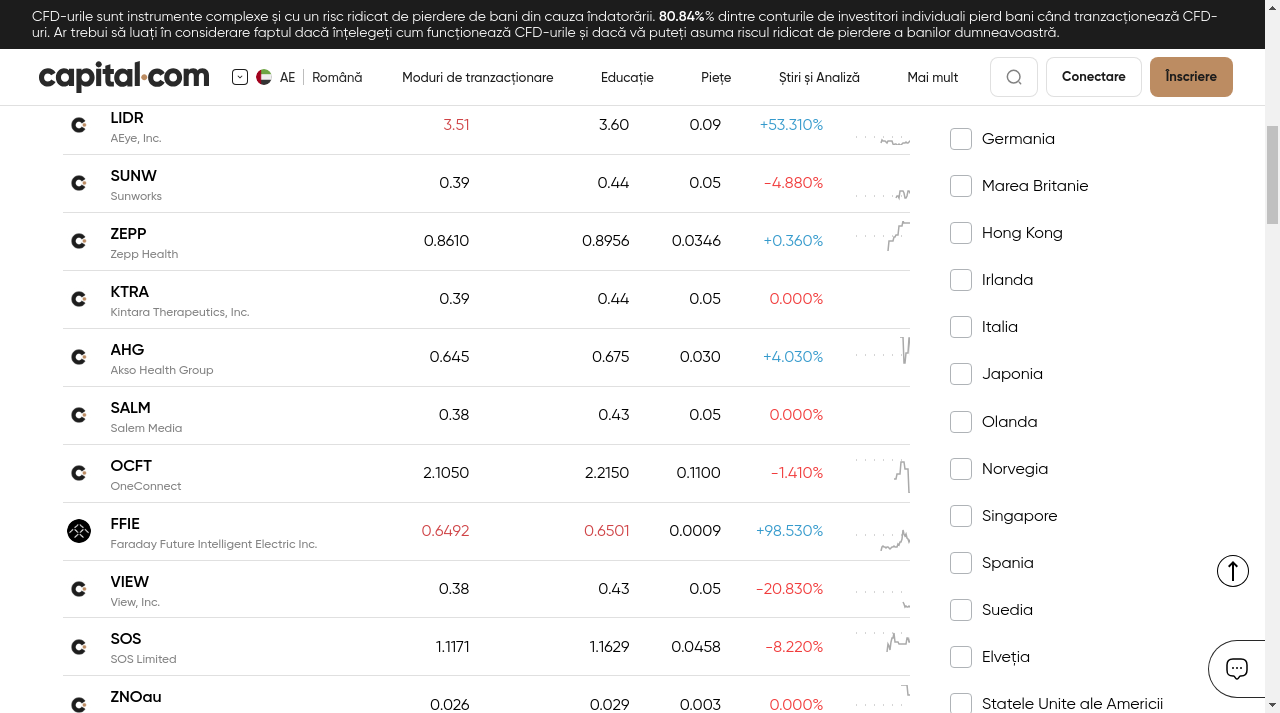 CFD-urile sunt instrumente complexe și cu un risc ridicat de pierdere de bani din cauza îndatorării. 80.84%% dintre conturile de investitori individuali pierd bani când tranzacționează CFD-
uri. Ar trebui să luați în considerare faptul dacă înțelegeți cum funcționează CFD-urile și dacă vă puteți asuma riscul ridicat de pierdere a banilor dumneavoastră.
capital.com AE Română Moduri de tranzacționare Educație Piețe Știri și Analiză Mai mult Conectare Înscriere
LIDR 3.51 3.60 0.09 +53.310%
AEye, Inc.
SUNW 0.39 0.44 0.05 -4.880%
Sunworks
ZEPP 0.8610 0.8956 0.0346 +0.360%
Zepp Health
KTRA 0.39 0.44 0.05 0.000%
Kintara Therapeutics, Inc.
AHG 0.645 0.675 0.030 +4.030%
Akso Health Group
SALM 0.38 0.43 0.05 0.000%
Salem Media
OCFT 2.1050 2.2150 0.1100 -1.410%
OneConnect
FFIE 0.6492 0.6501 0.0009 +98.530%
Faraday Future Intelligent Electric Inc.
VIEW 0.38 0.43 0.05 -20.830%
View, Inc.
SOS 1.1171 1.1629 0.0458 -8.220%
SOS Limited
ZNOau 0.026 0.029 0.003 0.000%
Germania
Marea Britanie
Hong Kong
Irlanda
Italia
Japonia
Olanda
Norvegia
Singapore
Spania
Suedia
Elveția
Statele Unite ale Americii